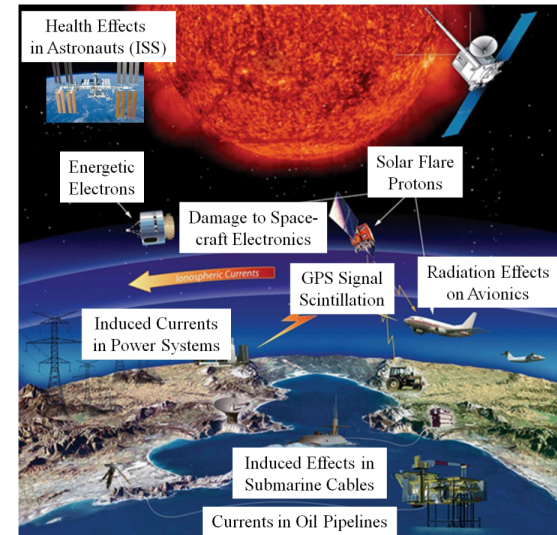 Health Effects
in Astronauts (ISS)
Solar Flare
Protons
Energetic
Electrons
Damage to Space-
craft Electronics
Ionospheric Currents
GPS Signal
Scintillation
Radiation Effects
on Avionics
Induced Currents
in Power Systems
Induced Effects in
Submarine Cables
Currents in Oil Pipelines